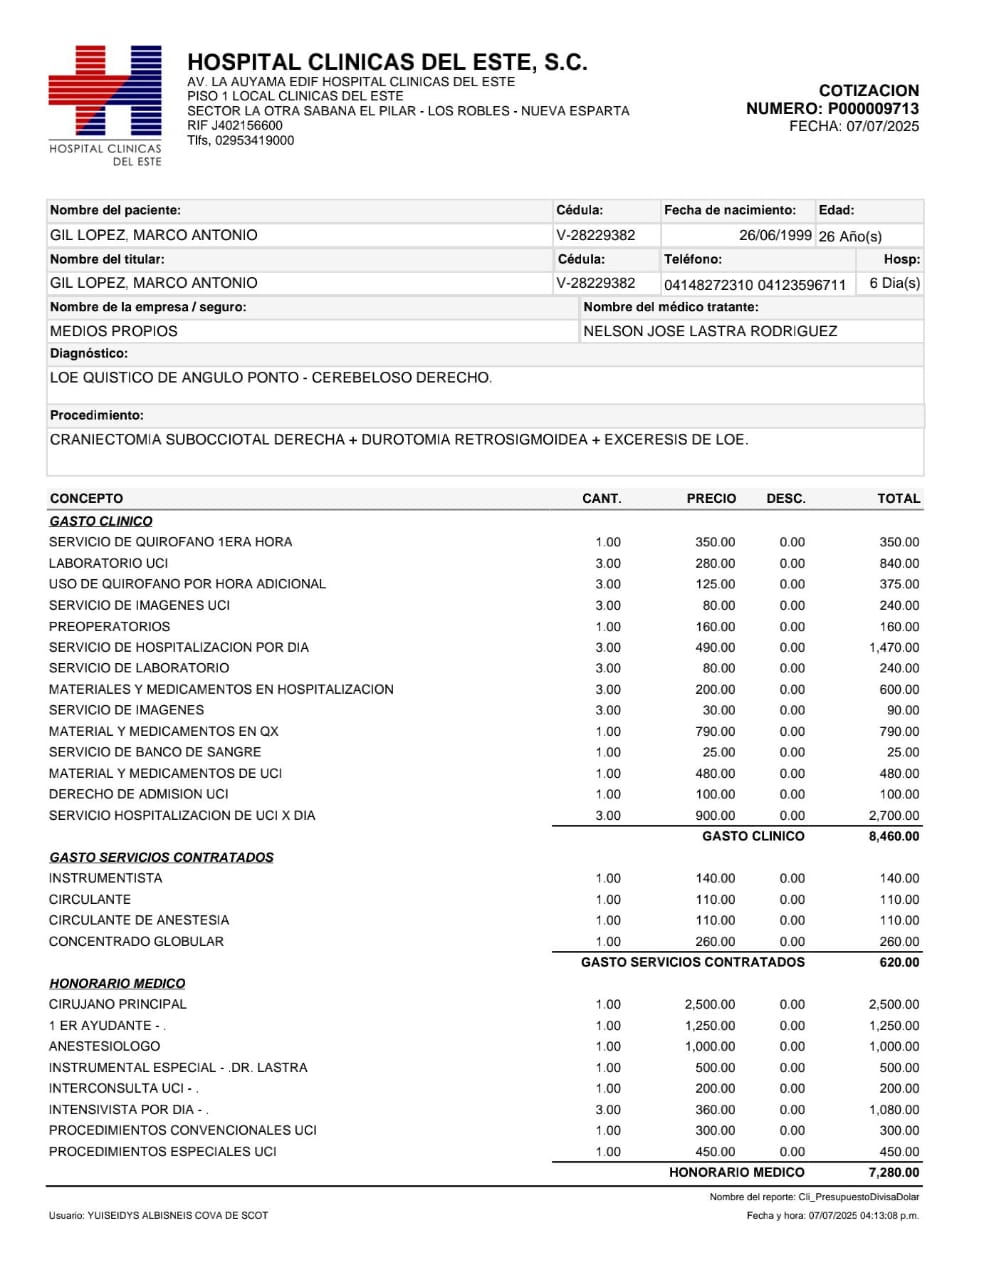 HOSPITAL CLINICAS DEL ESTE, S.C.
AV. LA AUYAMA EDIF HOSPITAL CLINICAS DEL ESTE
PISO 1 LOCAL CLINICAS DEL ESTE
SECTOR LA OTRA SABANA EL PILAR - LOS ROBLES - NUEVA ESPARTA
RIF J402156600
Tlfs, 02953419000
HOSPITAL CLINICAS
DEL ESTE
COTIZACION
NUMERO: P000009713
FECHA: 07/07/2025
Nombre del paciente: Cédula: Fecha de nacimiento: Edad:
GIL LOPEZ, MARCO ANTONIO V-28229382 26/06/1999 26 Año(s)
Nombre del titular: Cédula: Teléfono: Hosp:
GIL LOPEZ, MARCO ANTONIO V-28229382 04148272310 04123596711 6 Dia(s)
Nombre de la empresa / seguro: Nombre del médico tratante:
MEDIOS PROPIOS NELSON JOSE LASTRA RODRIGUEZ
Diagnóstico:
LOE QUISTICO DE ANGULO PONTO - CEREBELOSO DERECHO.
Procedimiento:
CRANIECTOMIA SUBOCCIOTAL DERECHA + DUROTOMIA RETROSIGMOIDEA + EXCERESIS DE LOE.
CONCEPTO CANT. PRECIO DESC. TOTAL
GASTO CLINICO
SERVICIO DE QUIROFANO 1ERA HORA 1.00 350.00 0.00 350.00
LABORATORIO UCI 3.00 280.00 0.00 840.00
USO DE QUIROFANO POR HORA ADICIONAL 3.00 125.00 0.00 375.00
SERVICIO DE IMAGENES UCI 3.00 80.00 0.00 240.00
PREOPERATORIOS 1.00 160.00 0.00 160.00
SERVICIO DE HOSPITALIZACION POR DIA 3.00 490.00 0.00 1,470.00
SERVICIO DE LABORATORIO 3.00 80.00 0.00 240.00
MATERIALES Y MEDICAMENTOS EN HOSPITALIZACION 3.00 200.00 0.00 600.00
SERVICIO DE IMAGENES 3.00 30.00 0.00 90.00
MATERIAL Y MEDICAMENTOS EN QX 1.00 790.00 0.00 790.00
SERVICIO DE BANCO DE SANGRE 1.00 25.00 0.00 25.00
MATERIAL Y MEDICAMENTOS DE UCI 1.00 480.00 0.00 480.00
DERECHO DE ADMISION UCI 1.00 100.00 0.00 100.00
SERVICIO HOSPITALIZACION DE UCI X DIA 3.00 900.00 0.00 2,700.00
GASTO CLINICO 8,460.00
GASTO SERVICIOS CONTRATADOS
INSTRUMENTISTA 1.00 140.00 0.00 140.00
CIRCULANTE 1.00 110.00 0.00 110.00
CIRCULANTE DE ANESTESIA 1.00 110.00 0.00 110.00
CONCENTRADO GLOBULAR 1.00 260.00 0.00 260.00
GASTO SERVICIOS CONTRATADOS 620.00
HONORARIO MEDICO
CIRUJANO PRINCIPAL 1.00 2,500.00 0.00 2,500.00
1 ER AYUDANTE - . 1.00 1,250.00 0.00 1,250.00
ANESTESIOLOGO 1.00 1,000.00 0.00 1,000.00
INSTRUMENTAL ESPECIAL - .DR. LASTRA 1.00 500.00 0.00 500.00
INTERCONSULTA UCI - . 1.00 200.00 0.00 200.00
INTENSIVISTA POR DIA - . 3.00 360.00 0.00 1,080.00
PROCEDIMIENTOS CONVENCIONALES UCI 1.00 300.00 0.00 300.00
PROCEDIMIENTOS ESPECIALES UCI 1.00 450.00 0.00 450.00
HONORARIO MEDICO 7,280.00
Nombre del reporte: Cli_PresupuestoDivisaDolar
Usuario: YUISEIDYS ALBISNEIS COVA DE SCOT Fecha y hora: 07/07/2025 04:13:08 p.m.